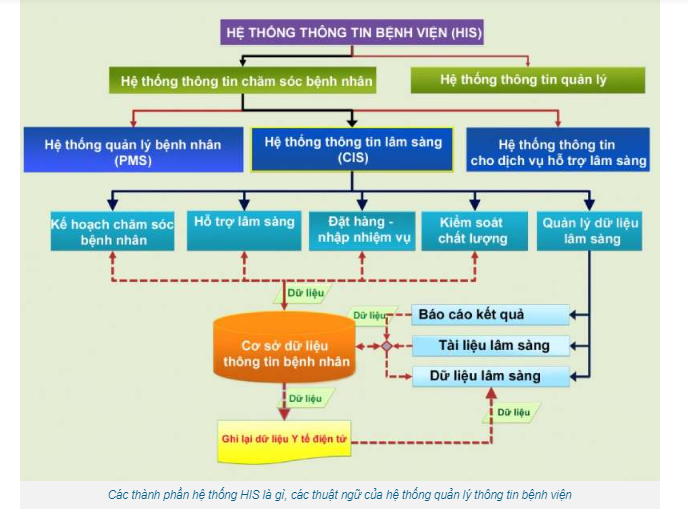 HỆ THỐNG THÔNG TIN BỆNH VIỆN (HIS)
Hệ thống thông tin chăm sóc bệnh nhân
Hệ thống thông tin quản lý
Hệ thống quản lý bệnh nhân
(PMS)
Hệ thống thông tin lâm sàng
(CIS)
Hệ thống thông tin
cho dịch vụ hỗ trợ lâm sàng
Kế hoạch chăm sóc
bệnh nhân
Hỗ trợ lâm sàng
Đặt hàng -
nhập nhiệm vụ
Kiểm soát
chất lượng
Quản lý dữ liệu
lâm sàng
Dữ liệu
Dữ liệu
Báo cáo kết quả
Cơ sở dữ liệu
thông tin bệnh nhân
Tài liệu lâm sàng
Dữ liệu lâm sàng
Dữ liệu
Dữ liệu
Ghi lại dữ liệu Y tế điện tử
Các thành phần hệ thống HIS là gì, các thuật ngữ của hệ thống quản lý thông tin bệnh viện